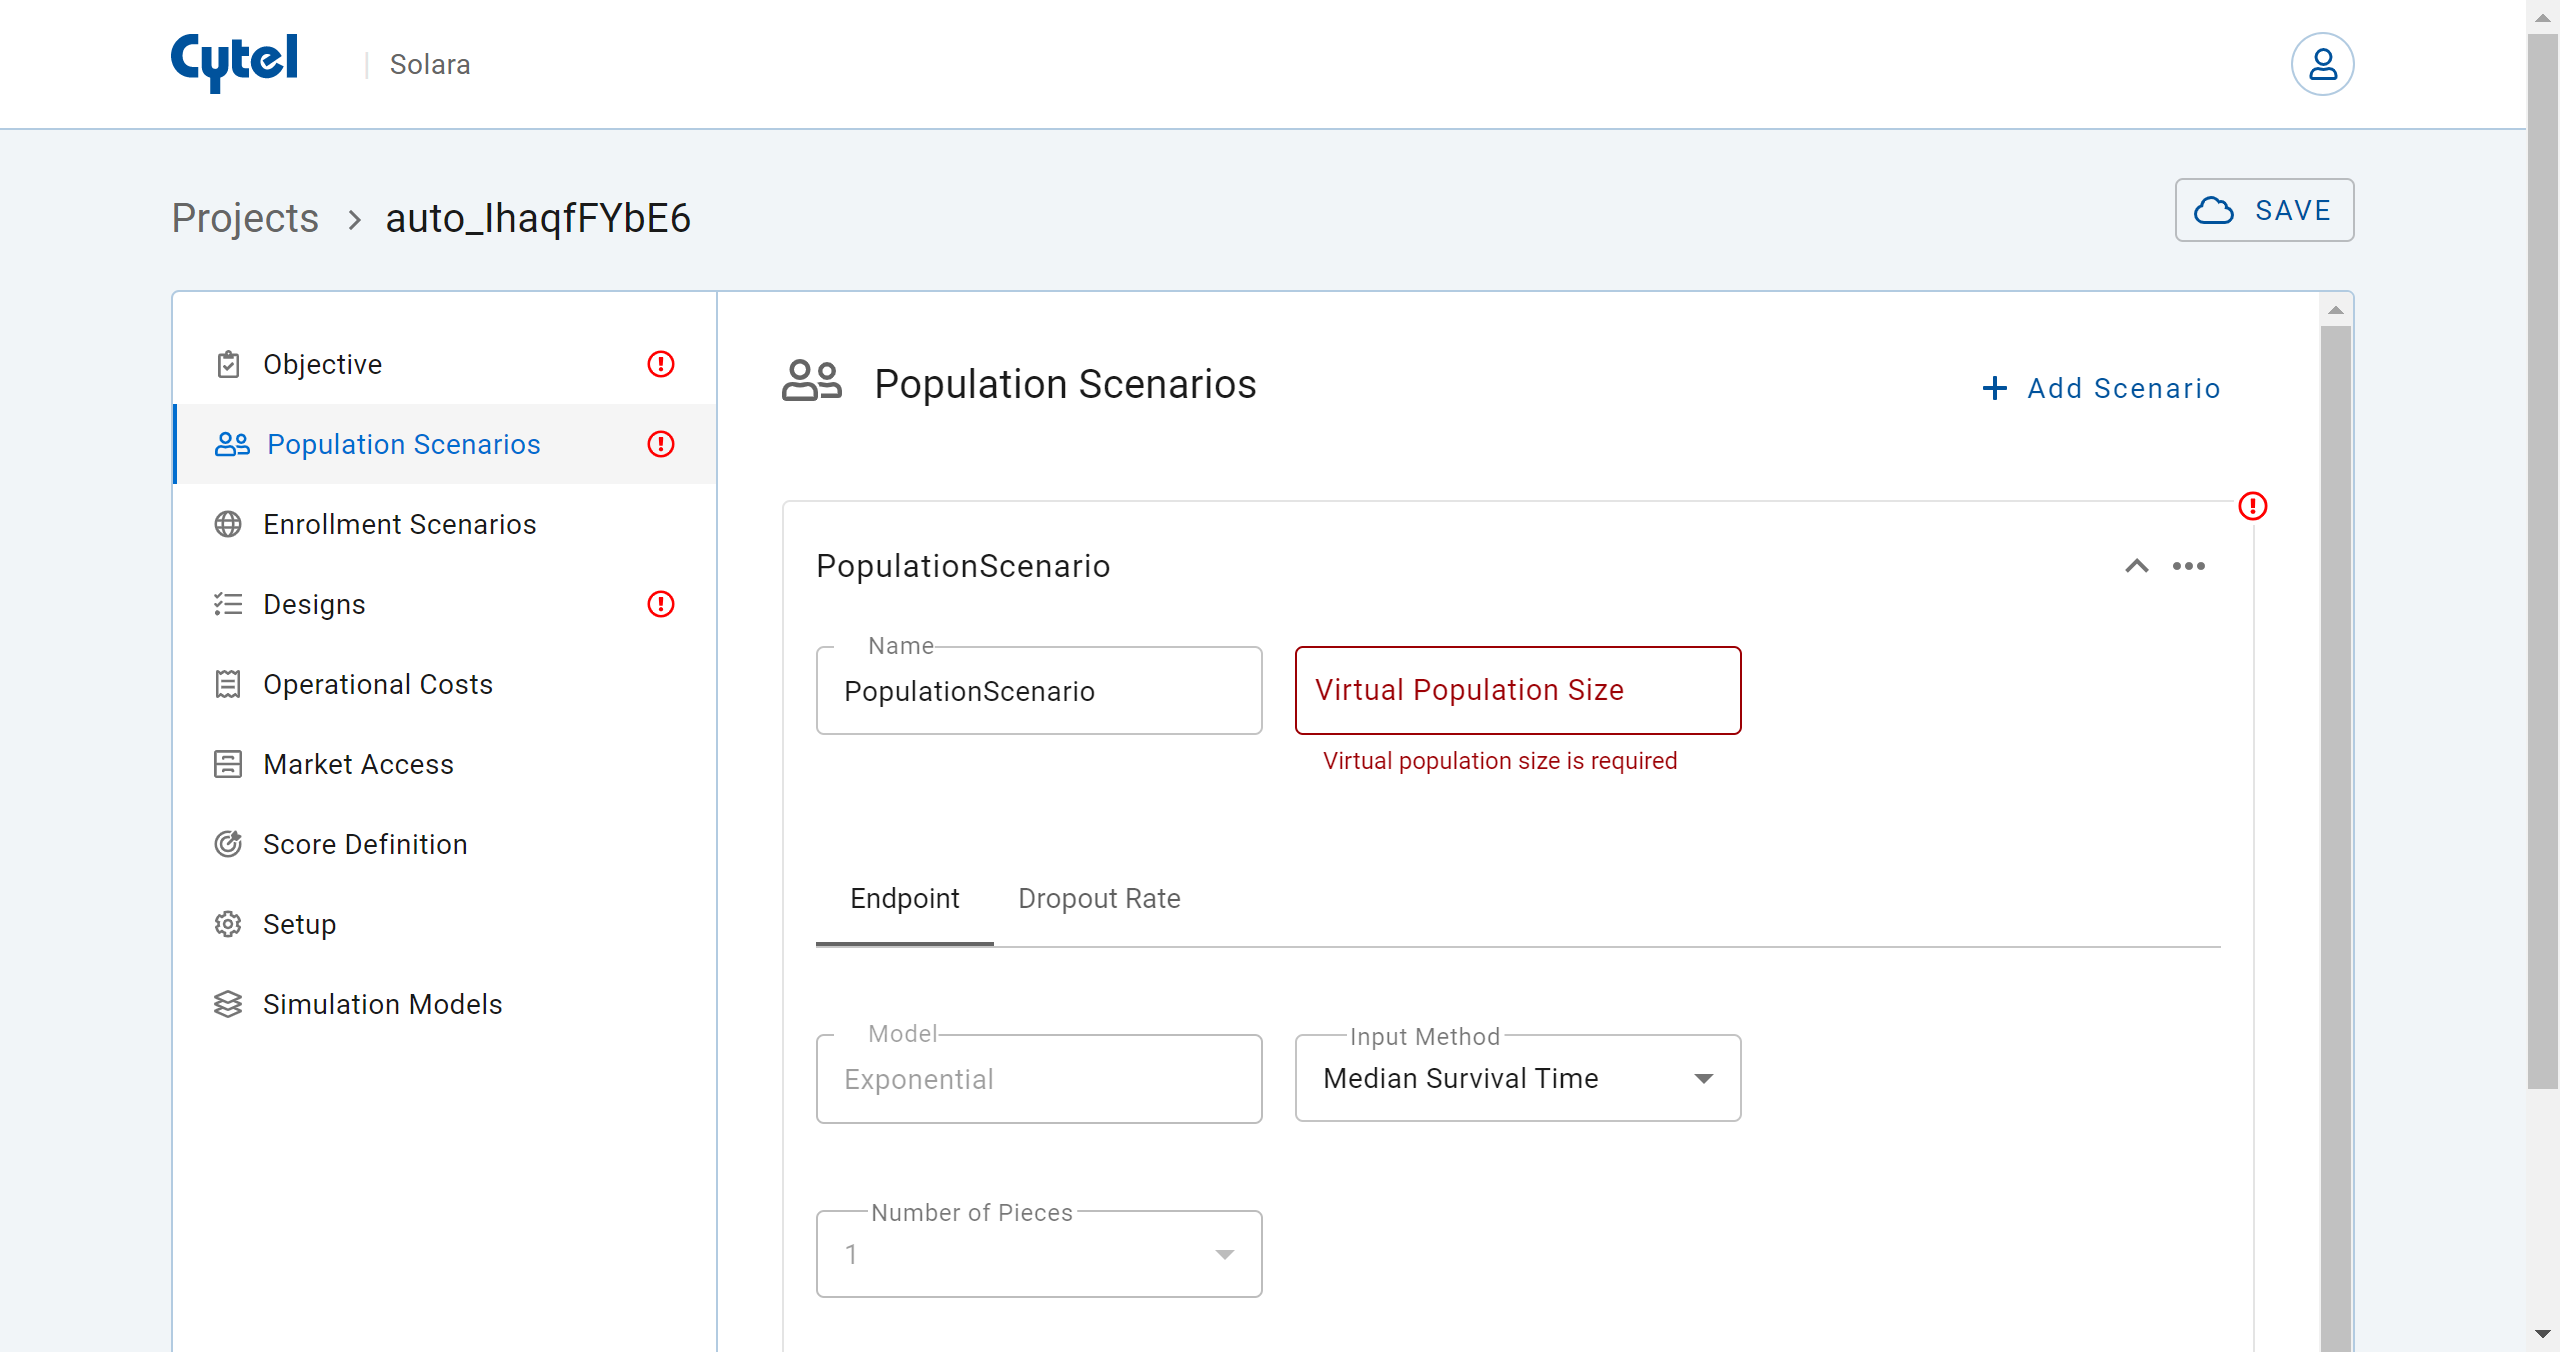 Cytel
Solara
Projects > auto_IhaqfFYbE6
SAVE
Objective
Population Scenarios
Enrollment Scenarios
Designs
Operational Costs
Market Access
Score Definition
Setup
Simulation Models
Population Scenarios
+ Add Scenario
PopulationScenario
Name
PopulationScenario
Virtual Population Size
Virtual population size is required
Endpoint
Dropout Rate
Model
Exponential
Input Method
Median Survival Time
Number of Pieces
1